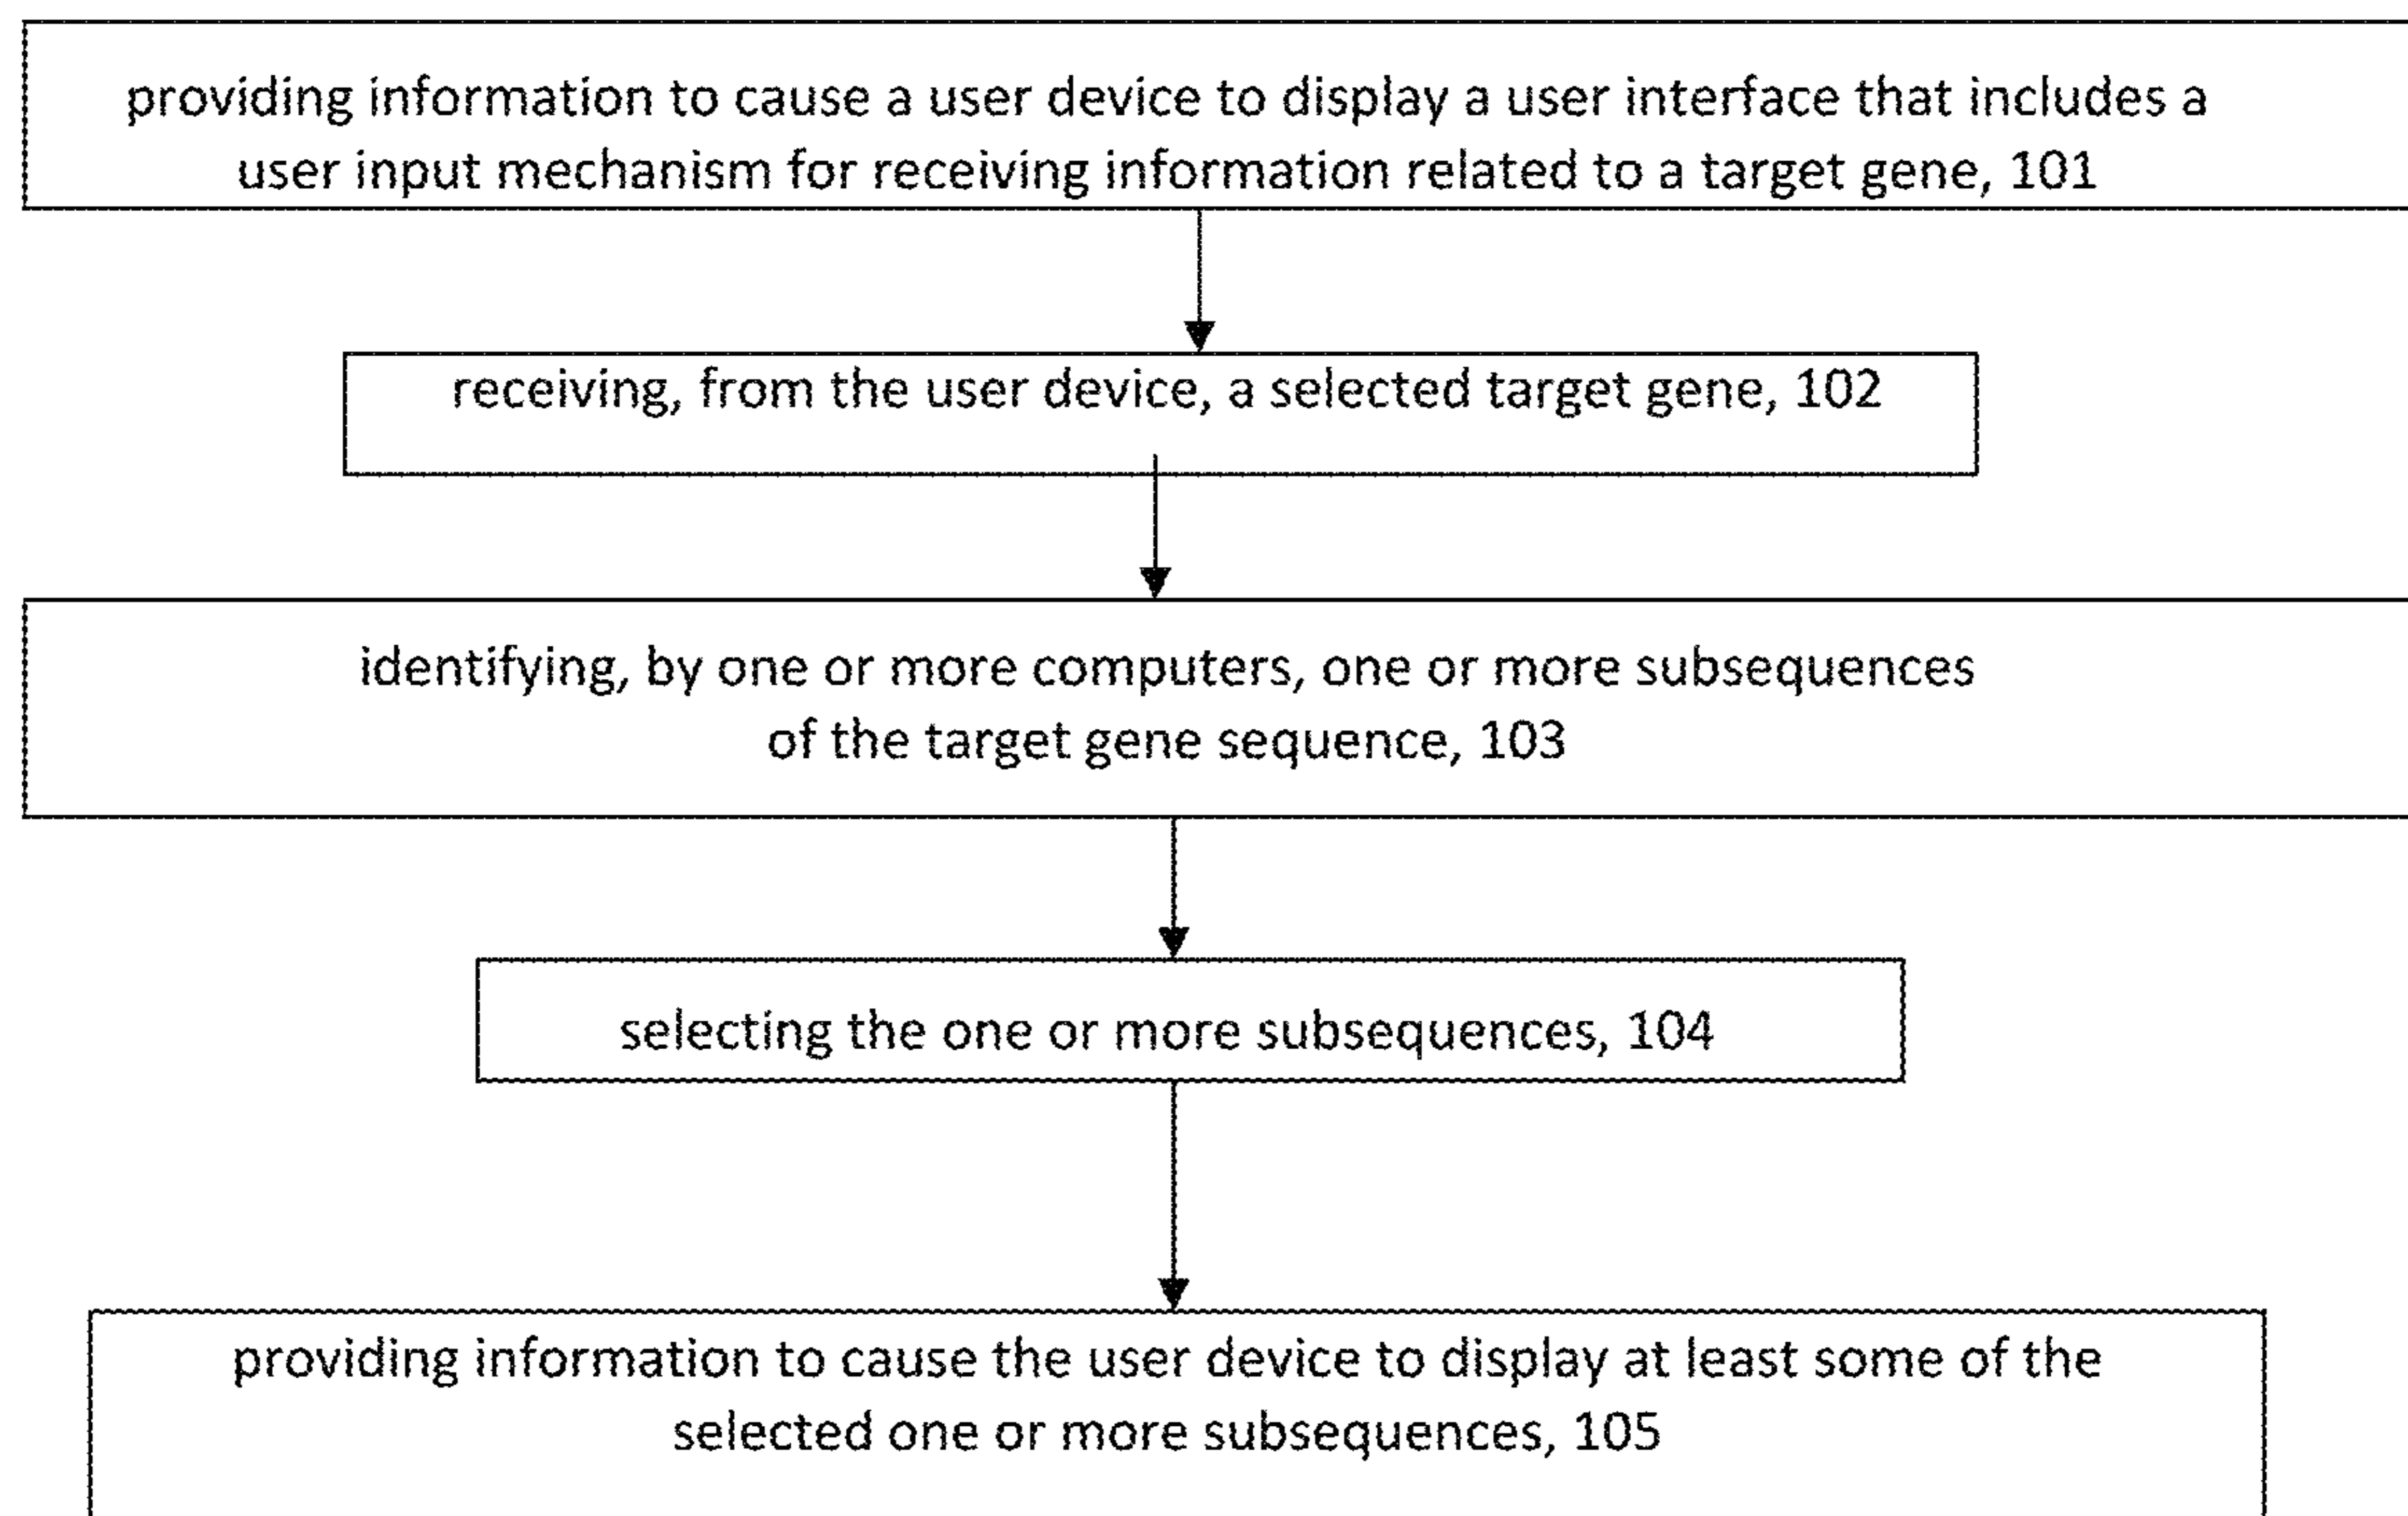 providing information to cause a user device to display a user interface that includes a
user input mechanism for receiving information related to a target gene, 101
receiving, from the user device, a selected target gene, 102
identifying, by one or more computers, one or more subsequences
of the target gene sequence, 103
selecting the one or more subsequences, 104
providing information to cause the user device to display at least some of the
selected one or more subsequences, 105